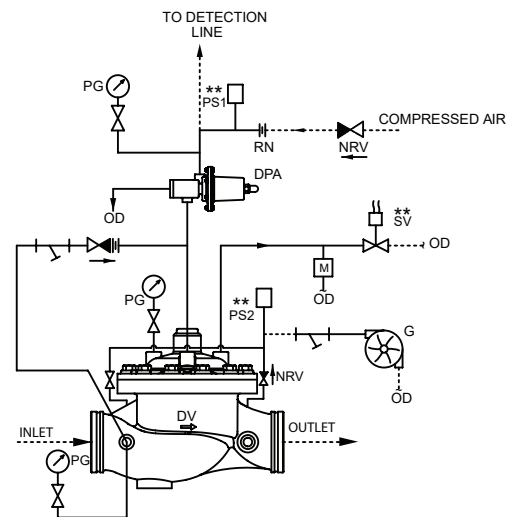 TO DETECTION
LINE
PG
**
PS1
COMPRESSED AIR
RN
NRV
DPA
OD
**
SV
OD
PG
**
PS2
M
OD
G
NRV
OD
DV
INLET
OUTLET
PG